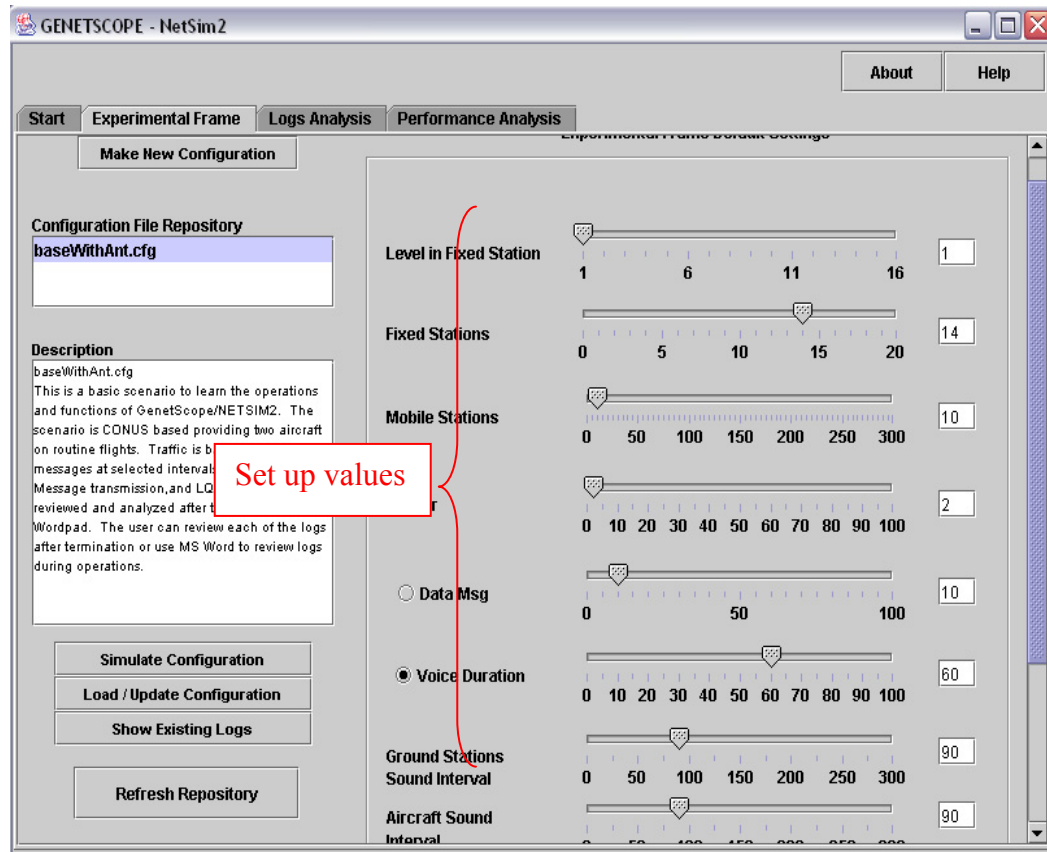 GENETSCOPE - NetSim2
About Help
Start Experimental Frame Logs Analysis Performance Analysis
Make New Configuration
Configuration File Repository
baseWithAnt.cfg
Description
baseWithAnt.cfg
This is a basic scenario to learn the operations
and functions of GenetScope/NETSIM2. The
scenario is CONUS based providing two aircraft
on routine flights. Traffic is b
messages at selected interval
Message transmission,and LQ
reviewed and analyzed after t
Wordpad. The user can review each of the logs
after termination or use MS Word to review logs
during operations.
Simulate Configuration
Load / Update Configuration
Show Existing Logs
Refresh Repository
Set up values
Level in Fixed Station
1 6 11 16
1
Fixed Stations
0 5 10 15 20
14
Mobile Stations
0 50 100 150 200 250 300
10
r
0 10 20 30 40 50 60 70 80 90 100
2
Data Msg
0 50 100
10
Voice Duration
0 10 20 30 40 50 60 70 80 90 100
60
Ground Stations
Sound Interval
0 50 100 150 200 250 300
90
Aircraft Sound
Interval
90